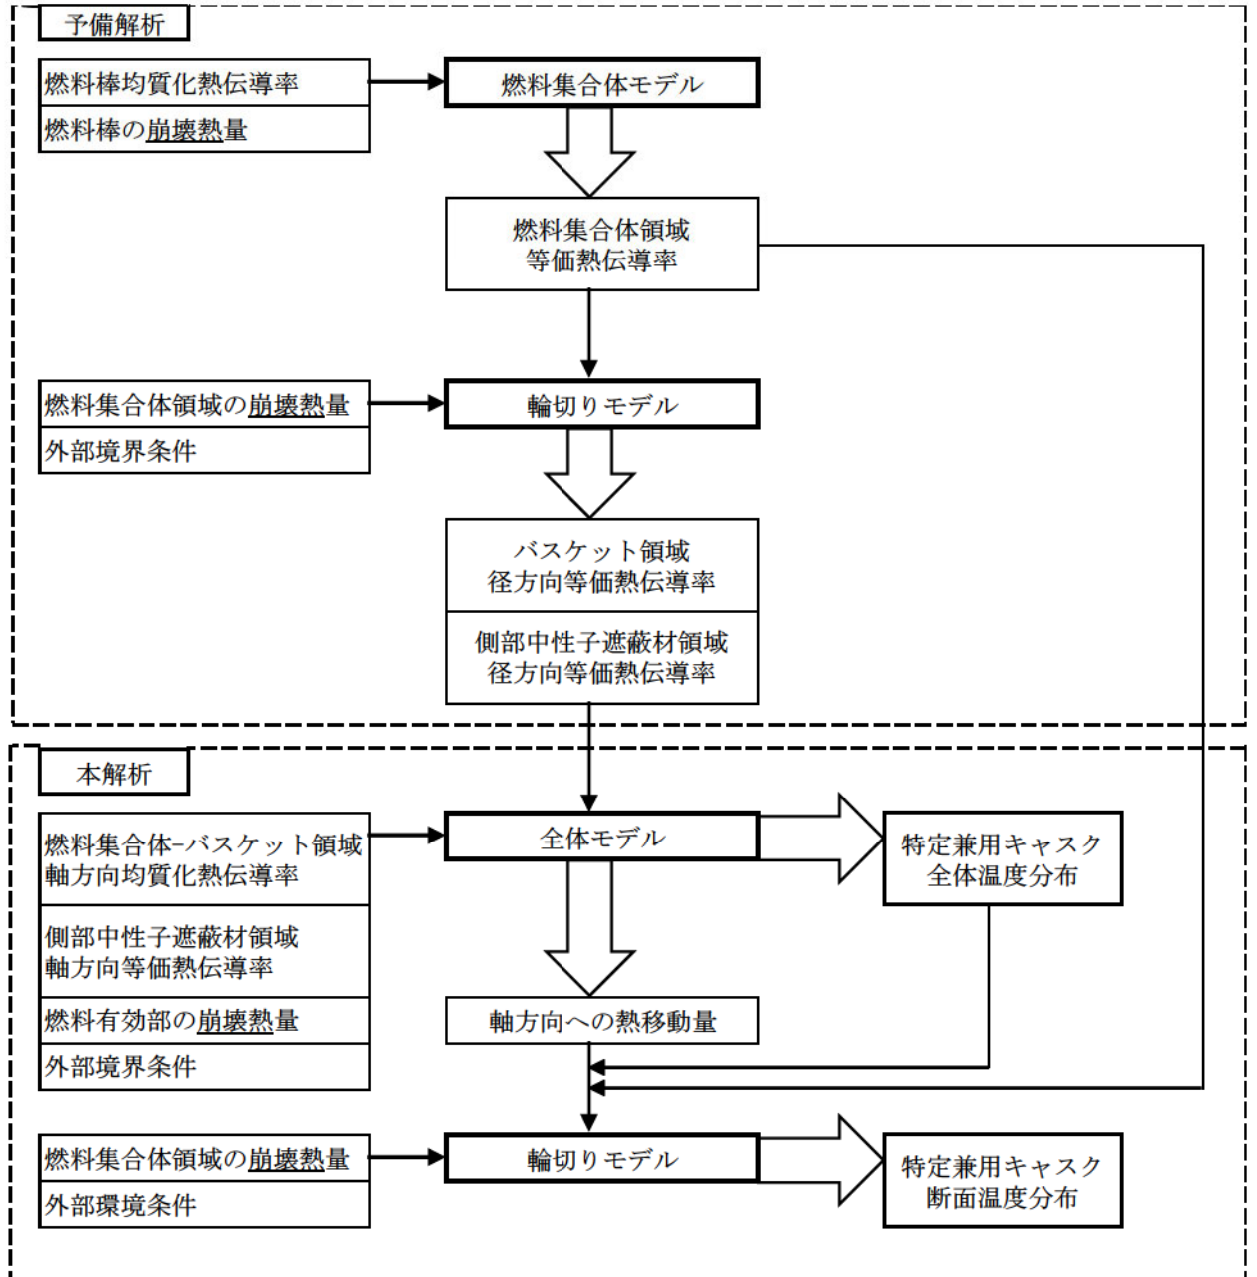 予備解析
燃料棒均質化熱伝導率
燃料棒の崩壊熱量
燃料集合体モデル
燃料集合体領域
等価熱伝導率
燃料集合体領域の崩壊熱量
外部境界条件
輪切りモデル
バスケット領域
径方向等価熱伝導率
側部中性子遮蔽材領域
径方向等価熱伝導率
本解析
燃料集合体−バスケット領域
軸方向均質化熱伝導率
側部中性子遮蔽材領域
軸方向等価熱伝導率
燃料有効部の崩壊熱量
外部境界条件
全体モデル
特定兼用キャスク
全体温度分布
軸方向への熱移動量
燃料集合体領域の崩壊熱量
外部環境条件
輪切りモデル
特定兼用キャスク
断面温度分布